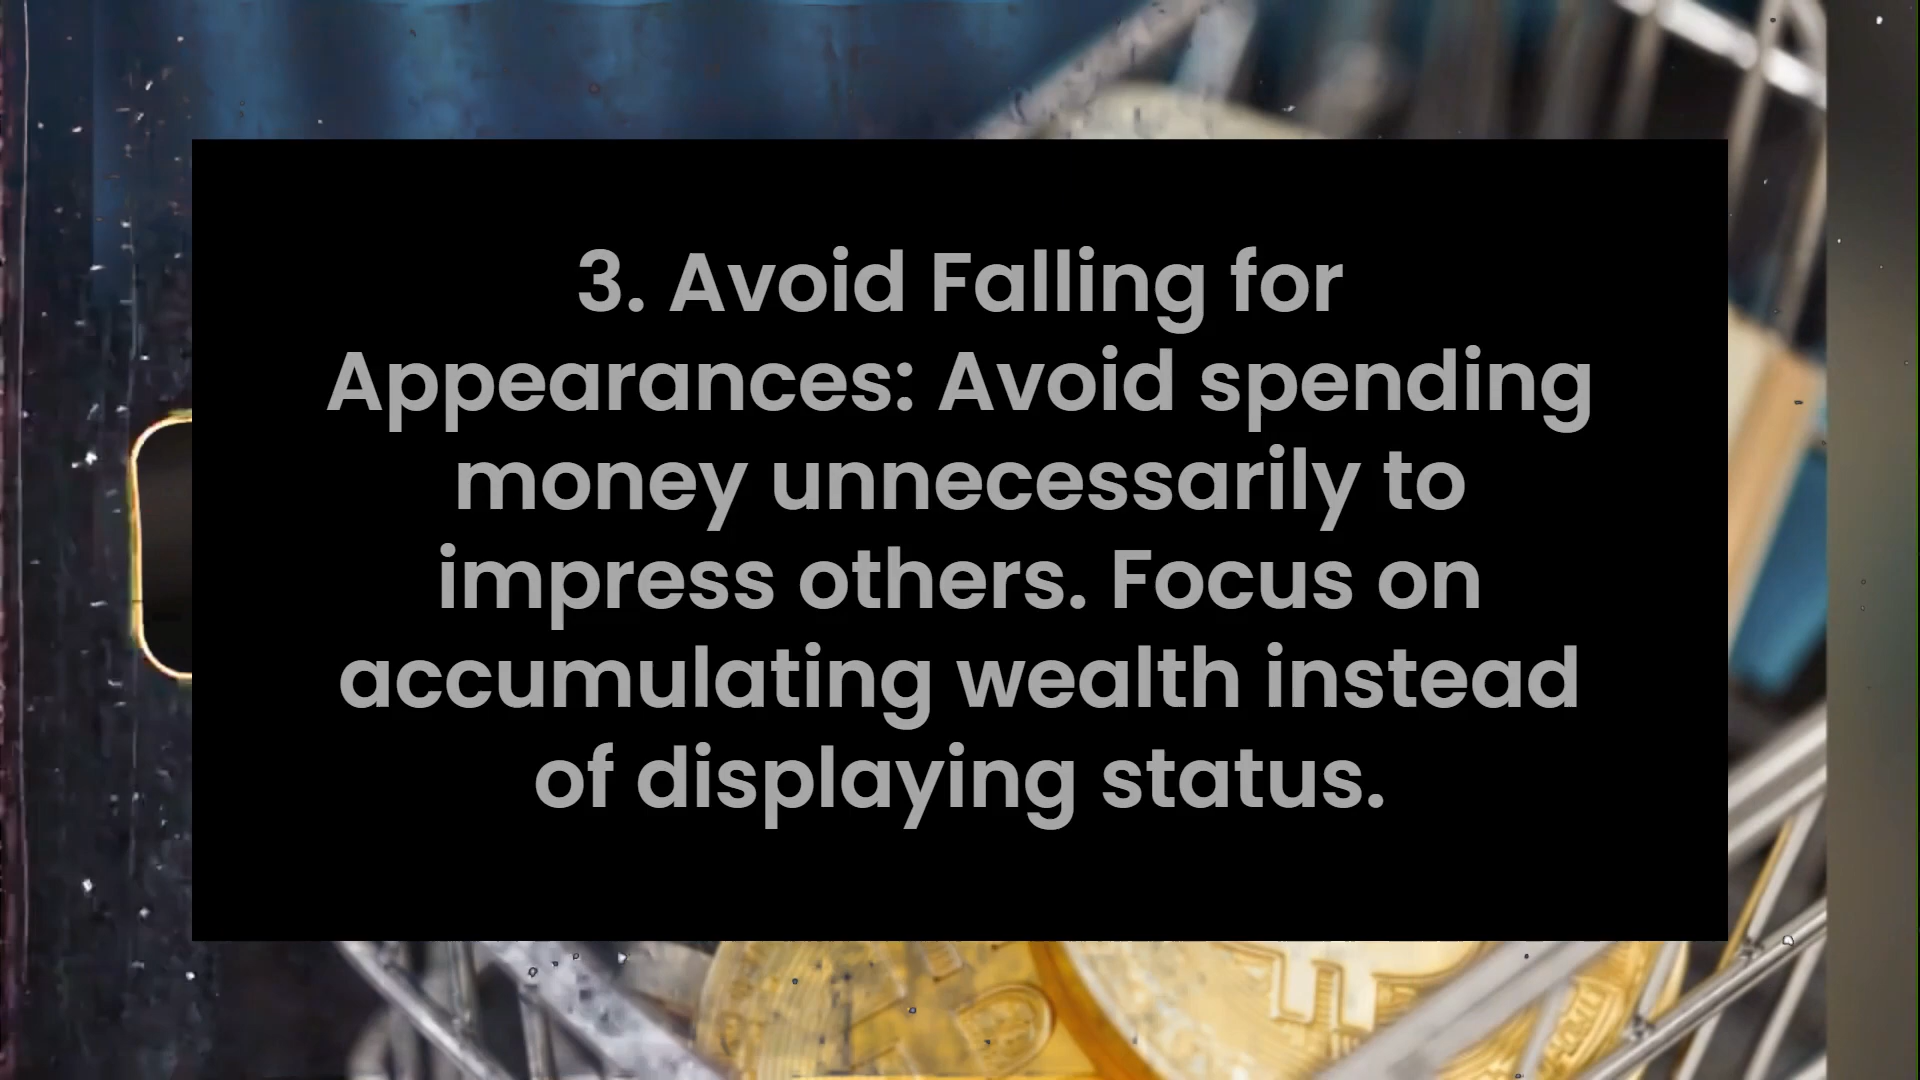 3. Avoid Falling for
Appearances: Avoid spending
money unnecessarily to
impress others. Focus on
accumulating wealth instead
of displaying status.